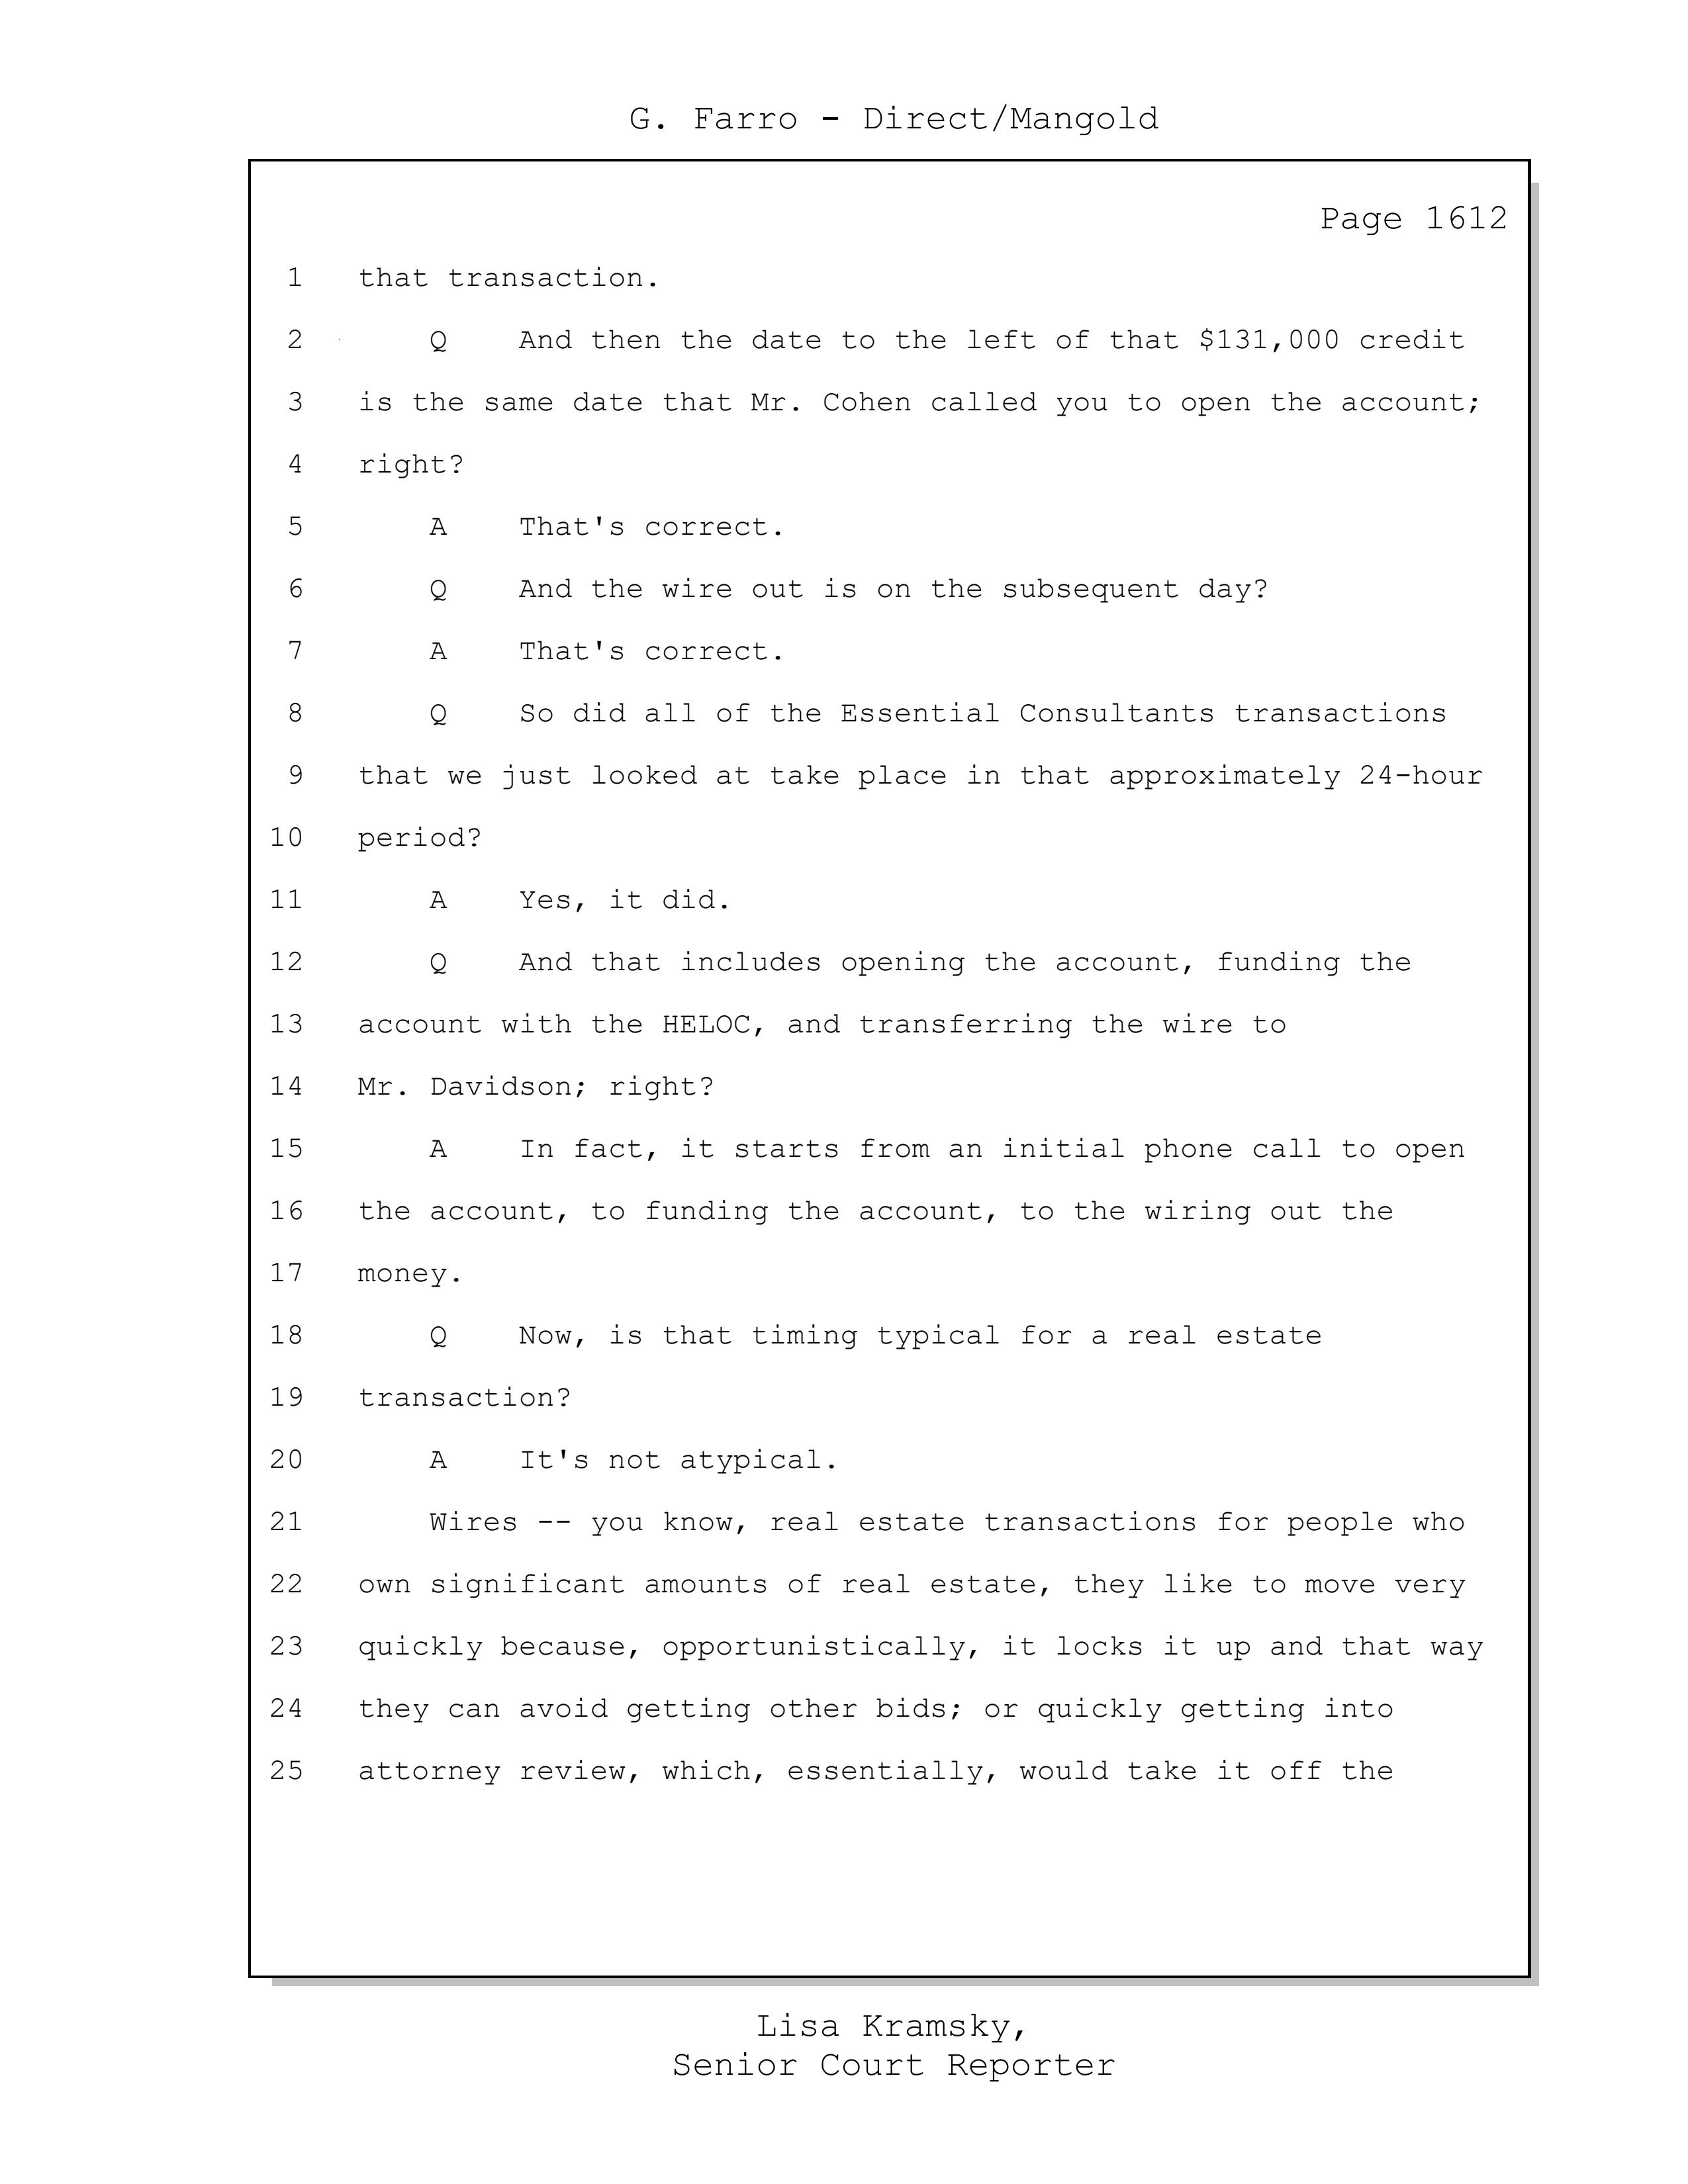 G. Farro - Direct/Mangold
Page 1612
1 that transaction.
2 Q And then the date to the left of that $131,000 credit
3 is the same date that Mr. Cohen called you to open the account;
4 right?
5 A That's correct.
6 Q And the wire out is on the subsequent day?
7 A That's correct.
8 Q So did all of the Essential Consultants transactions
9 that we just looked at take place in that approximately 24-hour
10 period?
11 A Yes, it did.
12 Q And that includes opening the account, funding the
13 account with the HELOC, and transferring the wire to
14 Mr. Davidson; right?
15 A In fact, it starts from an initial phone call to open
16 the account, to funding the account, to the wiring out the
17 money.
18 Q Now, is that timing typical for a real estate
19 transaction?
20 A It's not atypical.
21 Wires -- you know, real estate transactions for people who
22 own significant amounts of real estate, they like to move very
23 quickly because, opportunistically, it locks it up and that way
24 they can avoid getting other bids; or quickly getting into
25 attorney review, which, essentially, would take it off the
Lisa Kramsky,
Senior Court Reporter